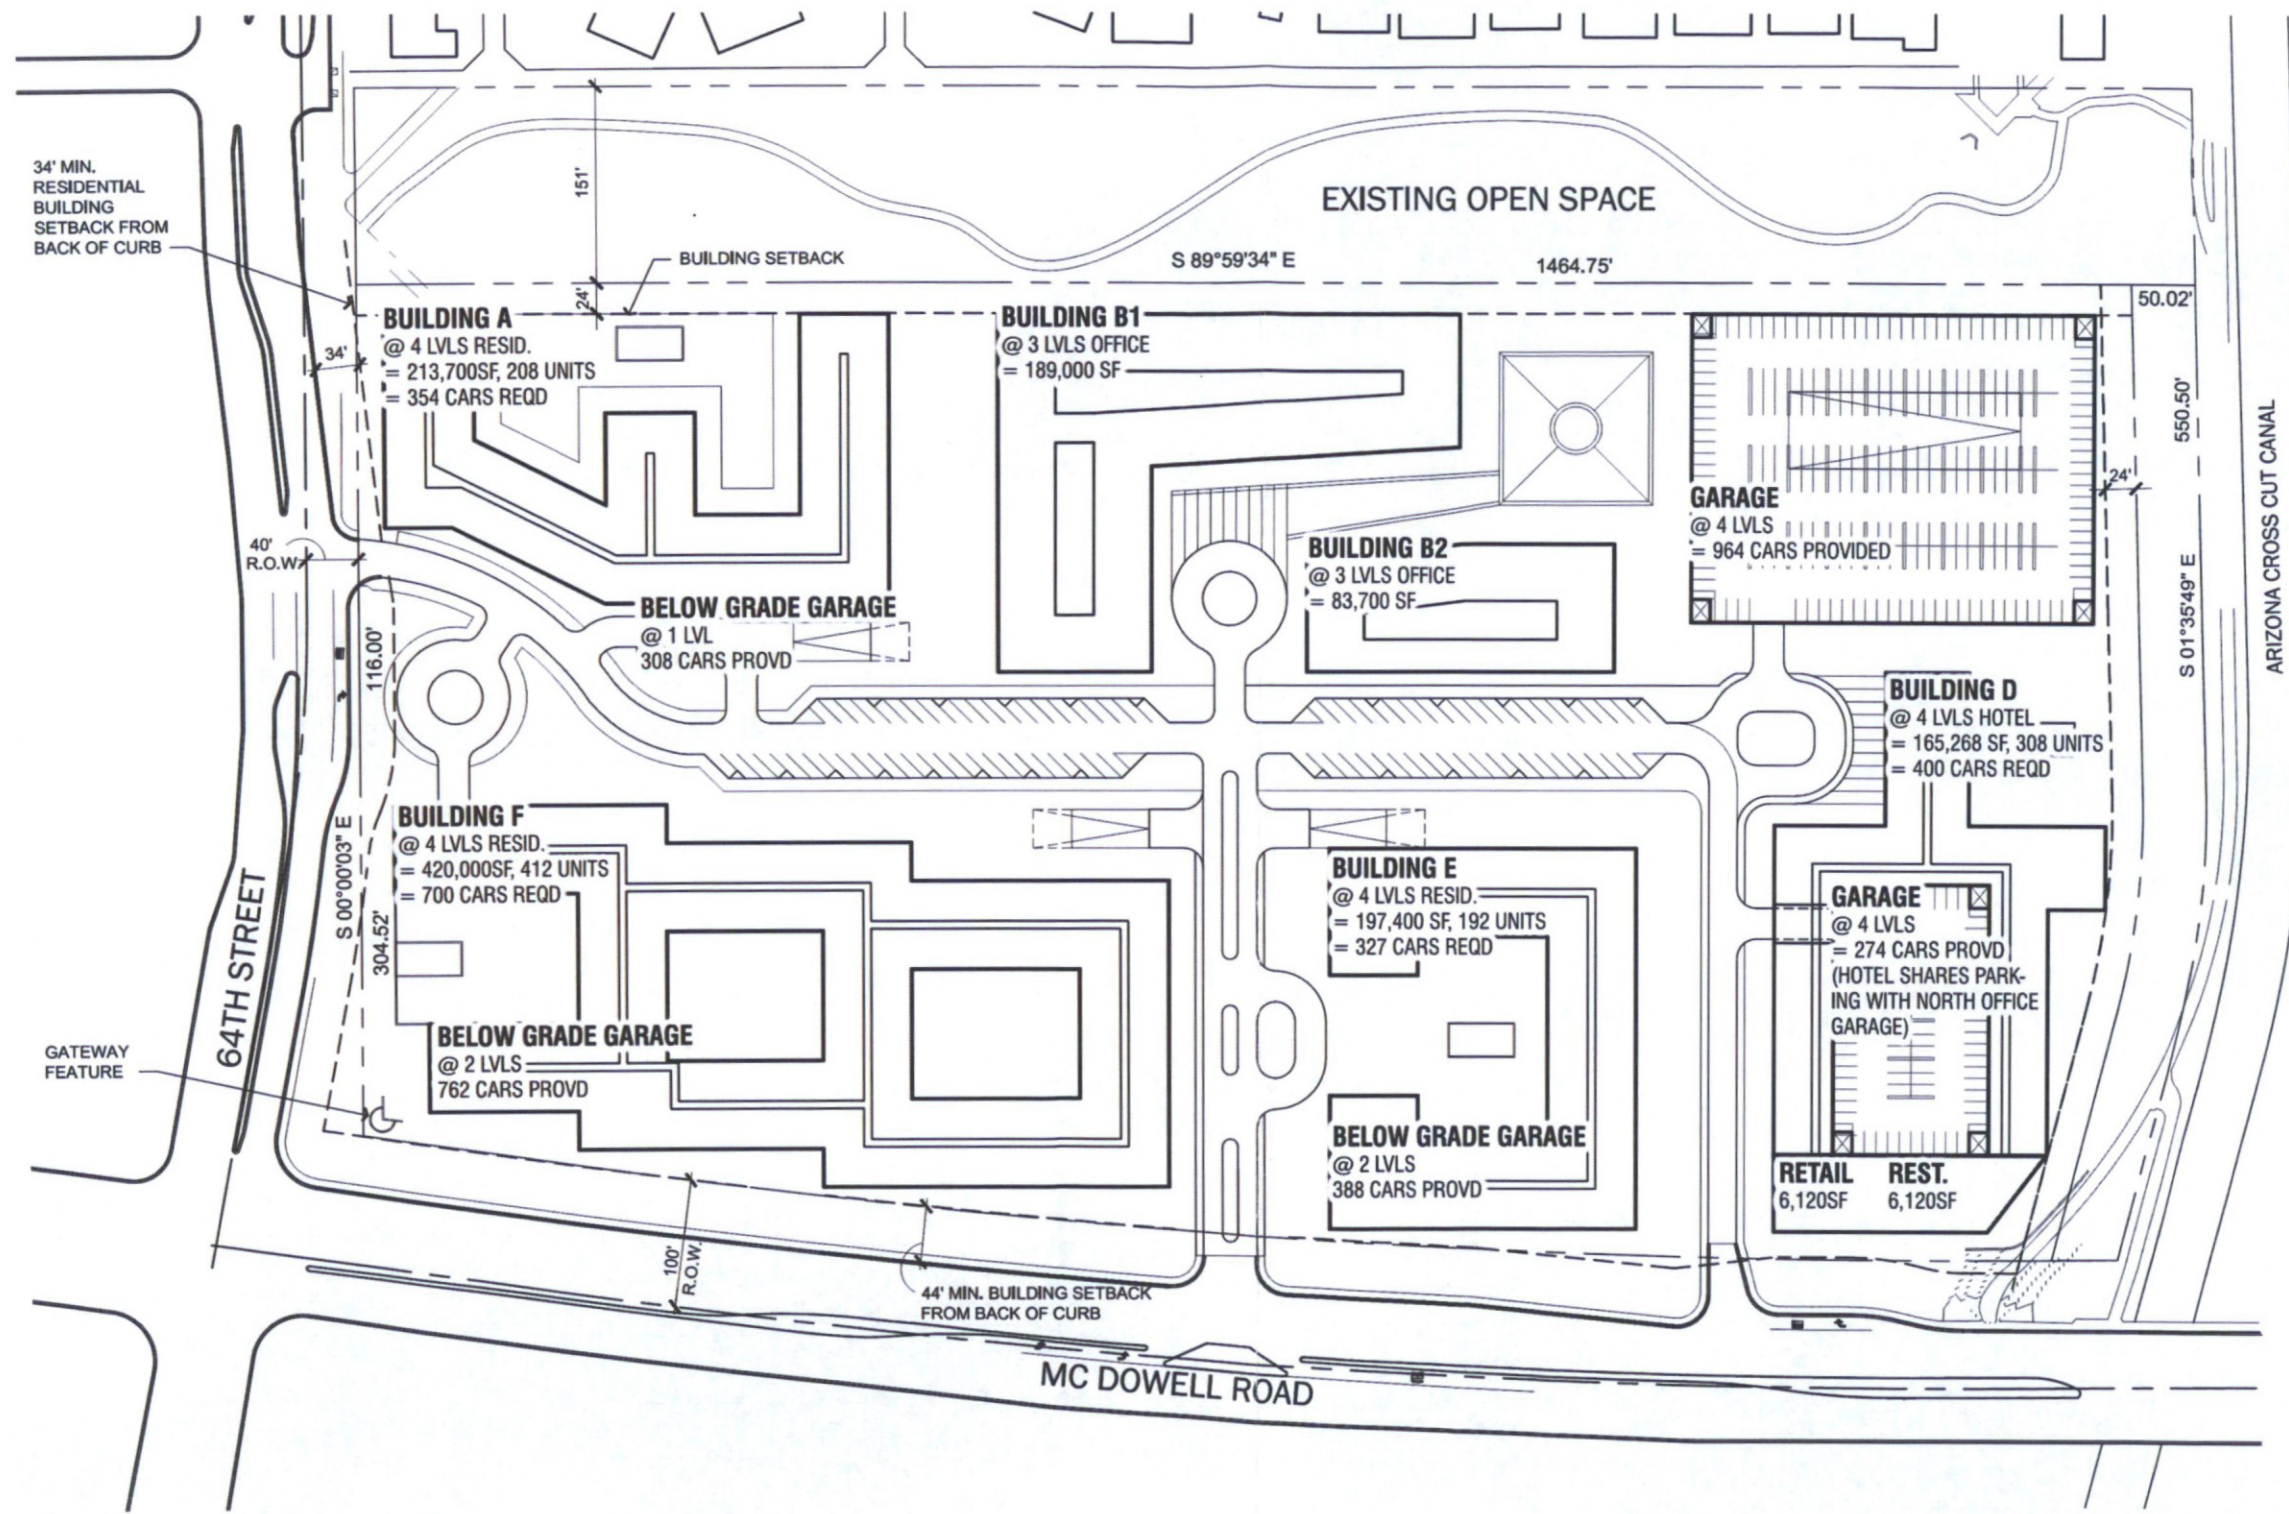 34' MIN.
RESIDENTIAL
BUILDING
SETBACK FROM
BACK OF CURB
151'
EXISTING OPEN SPACE
BUILDING SETBACK
S 89°59'34" E
1464.75'
24'
50.02'
34'
BUILDING A
@ 4 LVLS RESID.
= 213,700SF, 208 UNITS
= 354 CARS REQD
BUILDING B1
@ 3 LVLS OFFICE
= 189,000 SF
550.50'
24'
S 01°35'49" E
ARIZONA CROSS CUT CANAL
GARAGE
@ 4 LVLS
= 964 CARS PROVIDED
40'
R.O.W.
BUILDING B2
@ 3 LVLS OFFICE
= 83,700 SF
BELOW GRADE GARAGE
@ 1 LVL
308 CARS PROVD
116.00'
BUILDING D
@ 4 LVLS HOTEL
= 165,268 SF, 308 UNITS
= 400 CARS REQD
BUILDING F
@ 4 LVLS RESID.
= 420,000SF, 412 UNITS
= 700 CARS REQD
S 00°00'03" E
304.52'
64TH STREET
BUILDING E
@ 4 LVLS RESID.
= 197,400 SF, 192 UNITS
= 327 CARS REQD
GARAGE
@ 4 LVLS
= 274 CARS PROVD
(HOTEL SHARES PARK-
ING WITH NORTH OFFICE
GARAGE)
BELOW GRADE GARAGE
@ 2 LVLS
762 CARS PROVD
GATEWAY
FEATURE
BELOW GRADE GARAGE
@ 2 LVLS
388 CARS PROVD
RETAIL
6,120SF
REST.
6,120SF
100'
R.O.W.
44' MIN. BUILDING SETBACK
FROM BACK OF CURB
MC DOWELL ROAD